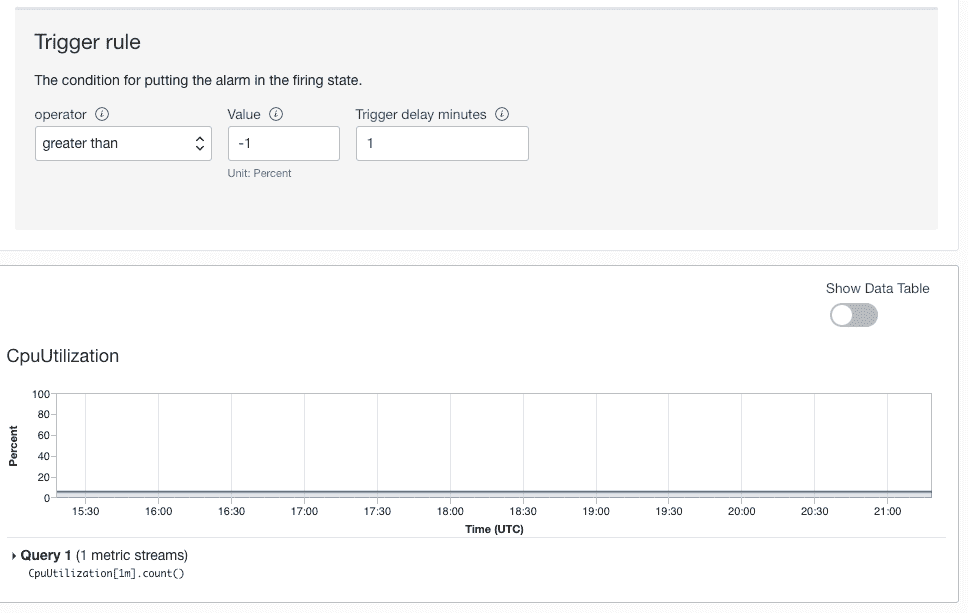 Trigger rule
The condition for putting the alarm in the firing state.
operator i Value i Trigger delay minutes i
greater than -1 1
Unit: Percent
Show Data Table
CpuUtilization
100
80
60
40
20
0
Percent
15:30 16:00 16:30 17:00 17:30 18:00 18:30 19:00 19:30 20:00 20:30 21:00
Time (UTC)
Query 1 (1 metric streams)
CpuUtilization[1m].count()